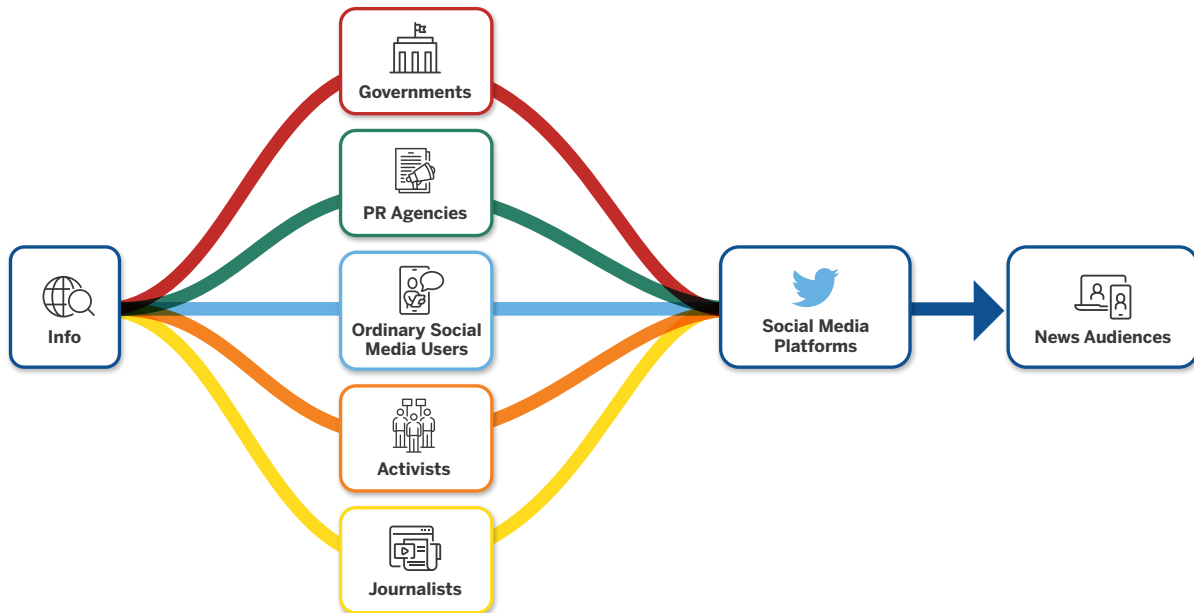 Governments
PR Agencies
Info
Ordinary Social
Media Users
Social Media
Platforms
News Audiences
Activists
Journalists